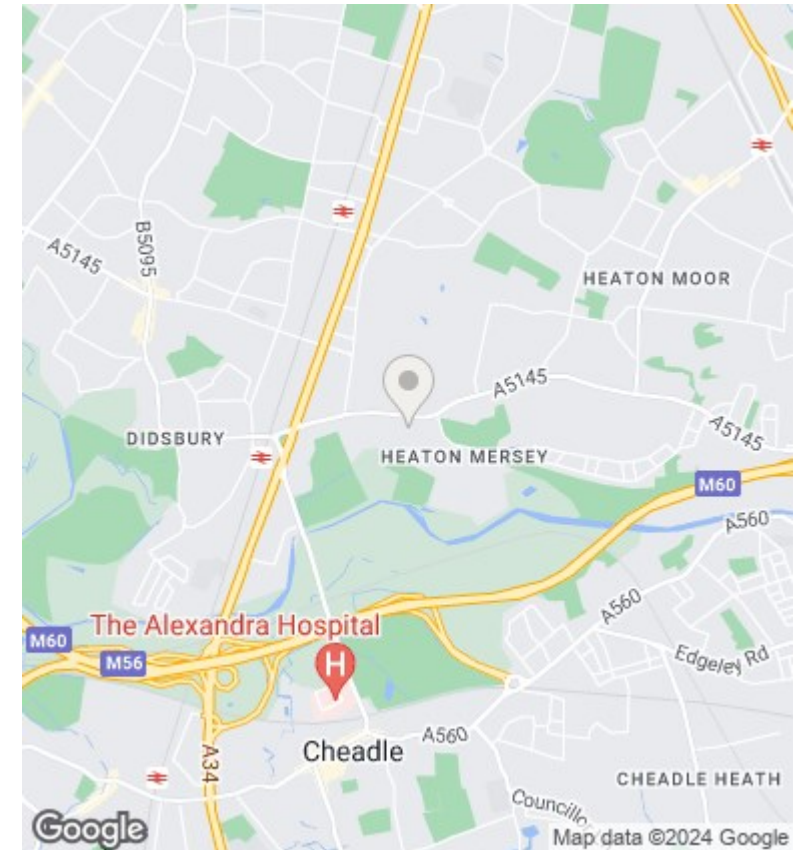 B5095
A5145
HEATON MOOR
A5145
A5145
DIDSBURY
HEATON MERSEY
M60
A560
The Alexandra Hospital
H
M60
M56
A560
Edgeley Rd
A34
A560
Cheadle
CHEADLE HEATH
Councillo
Google
Map data ©2024 Google